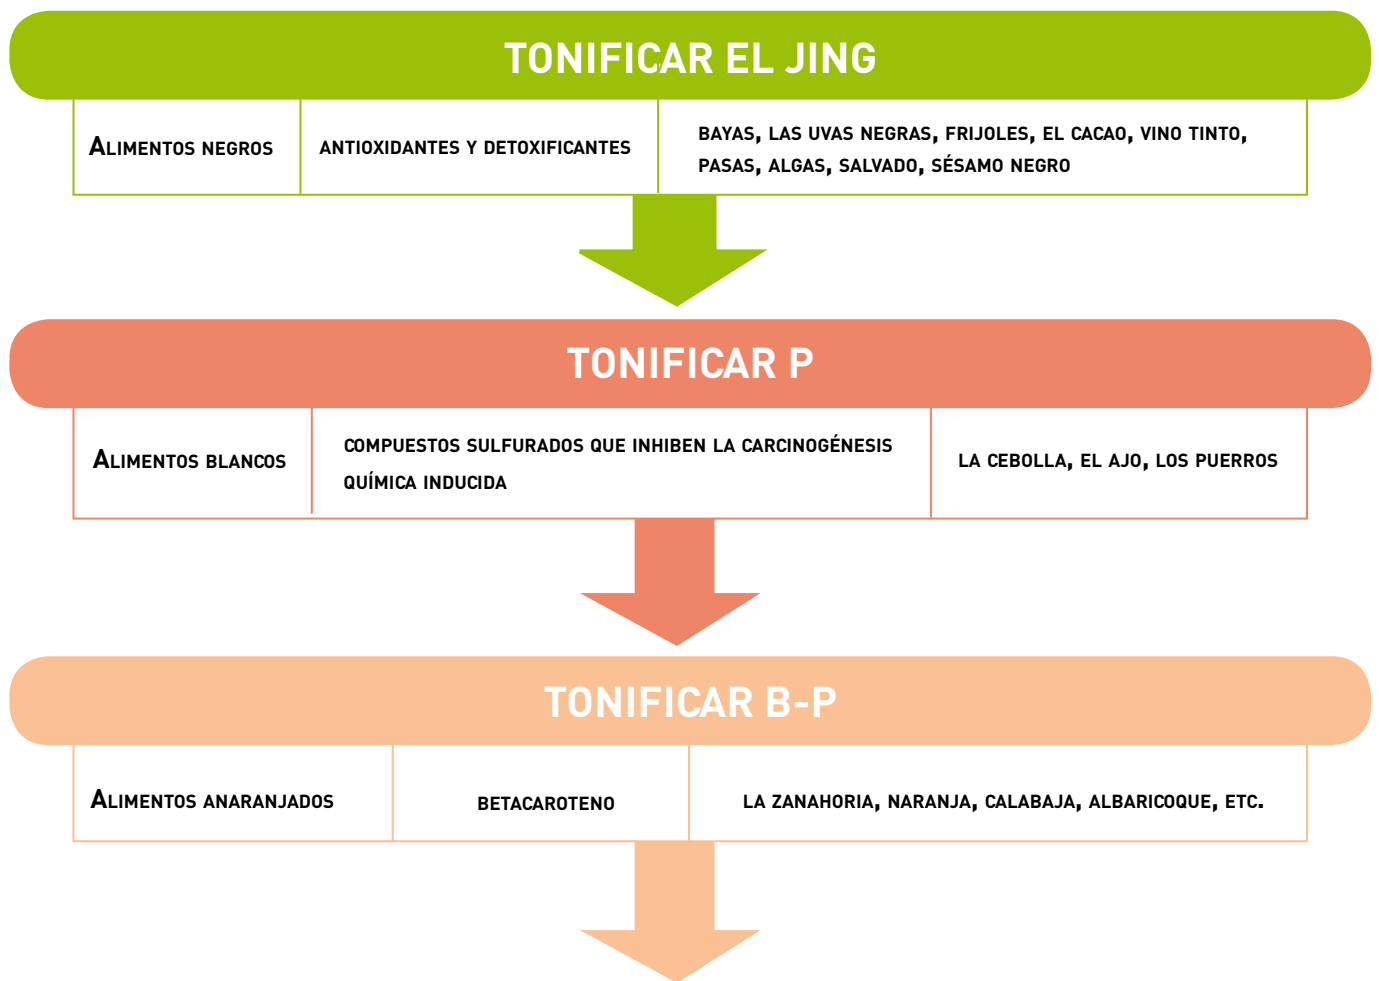 TONIFICAR EL JING
Alimentos negros
antioxidantes y detoxificantes
bayas, las uvas negras, frijoles, el cacao, vino tinto,
pasas, algas, salvado, sésamo negro
TONIFICAR P
Alimentos blancos
compuestos sulfurados que inhiben la carcinogénesis
química inducida
la cebolla, el ajo, los puerros
TONIFICAR B-P
Alimentos anaranjados
betacaroteno
la zanahoria, naranja, calabaja, albaricoque, etc.